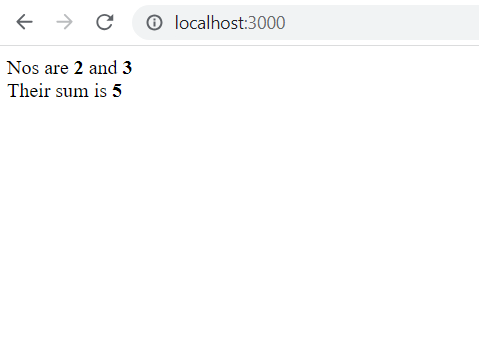 localhost:3000
Nos are 2 and 3
Their sum is 5